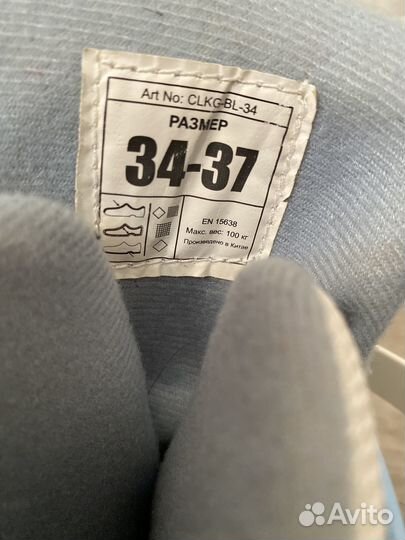 Art No: CLKG-BL-34
РАЗМЕР
34-37
EN 15638
Макс. вес: 100 кг
Произведено в Китае
Avito